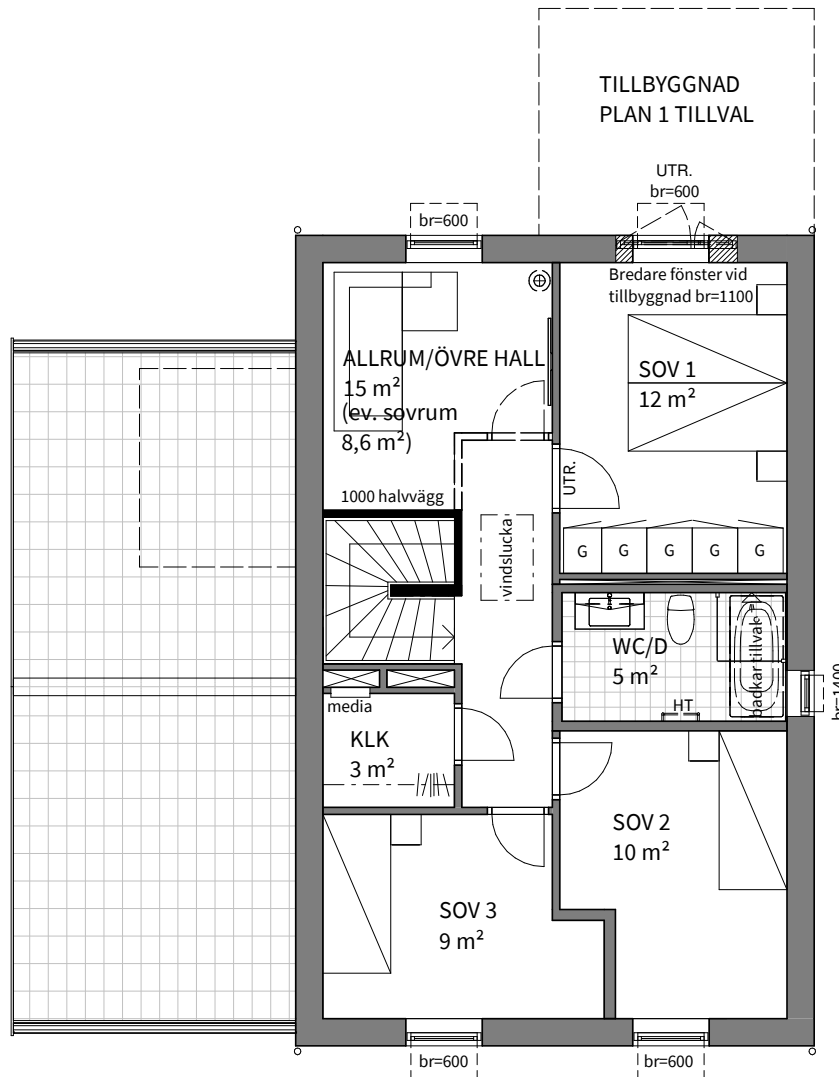 TILLBYGGNAD
PLAN 1 TILLVAL
UTR.
br=600
br=600
Bredare fönster vid
tillbyggnad br=1100
ALLRUM/ÖVRE HALL
15 m²
(ev. sovrum
8,6 m²)
SOV 1
12 m²
UTR.
1000 halvvägg
vindslucka
G
G
G
G
G
WC/D
5 m²
badkar tillval
HT
br=1400
media
KLK
3 m²
SOV 2
10 m²
SOV 3
9 m²
br=600
br=600